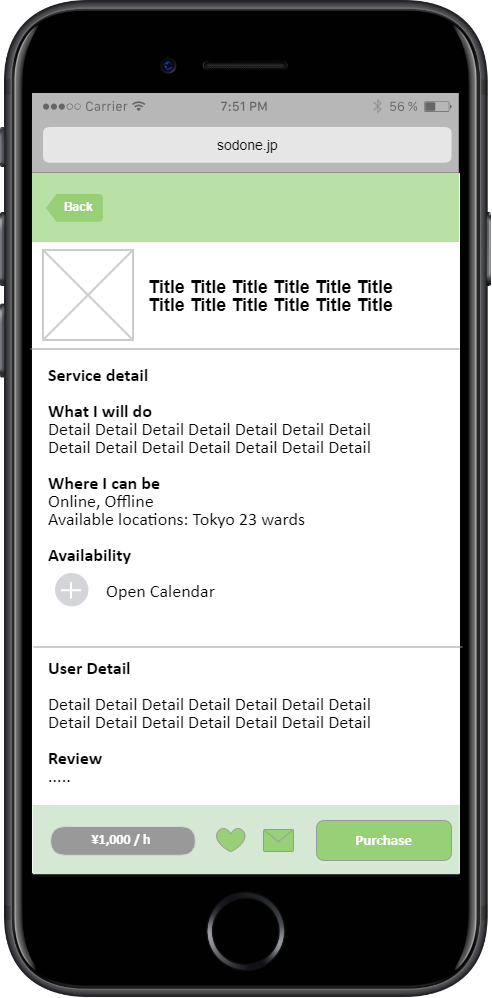 Carrier 7:51 PM 56 %
sodone.jp
Back
Title Title Title Title Title Title
Title Title Title Title Title Title
Service detail
What I will do
Detail Detail Detail Detail Detail Detail Detail
Detail Detail Detail Detail Detail Detail Detail
Where I can be
Online, Offline
Available locations: Tokyo 23 wards
Availability
Open Calendar
User Detail
Detail Detail Detail Detail Detail Detail Detail
Detail Detail Detail Detail Detail Detail Detail
Review
.....
¥1,000 / h Purchase